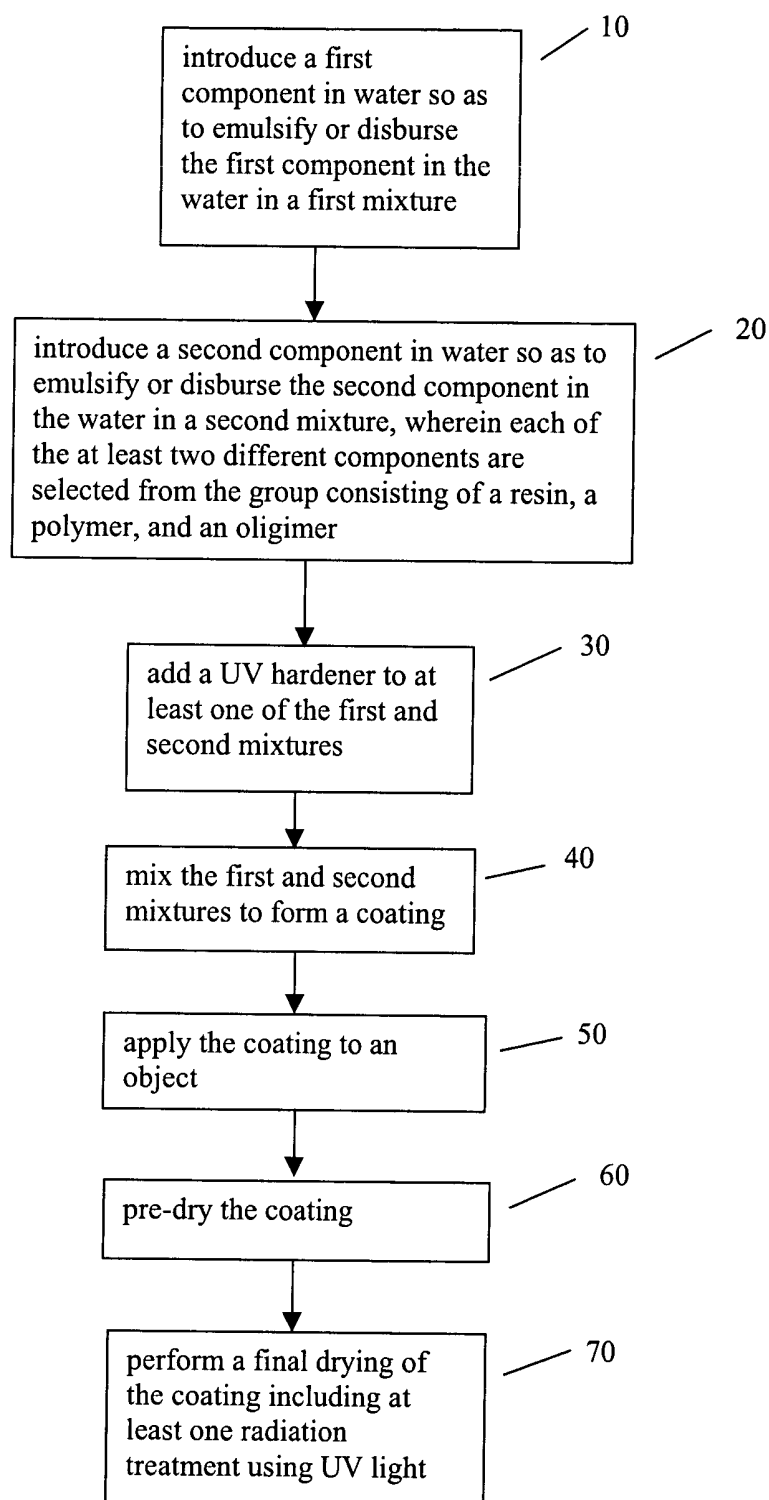 10
introduce a first
component in water so as
to emulsify or disburse
the first component in the
water in a first mixture
20
introduce a second component in water so as to
emulsify or disburse the second component in
the water in a second mixture, wherein each of
the at least two different components are
selected from the group consisting of a resin, a
polymer, and an oligimer
30
add a UV hardener to at
least one of the first and
second mixtures
40
mix the first and second
mixtures to form a coating
50
apply the coating to an
object
60
pre-dry the coating
70
perform a final drying of
the coating including at
least one radiation
treatment using UV light